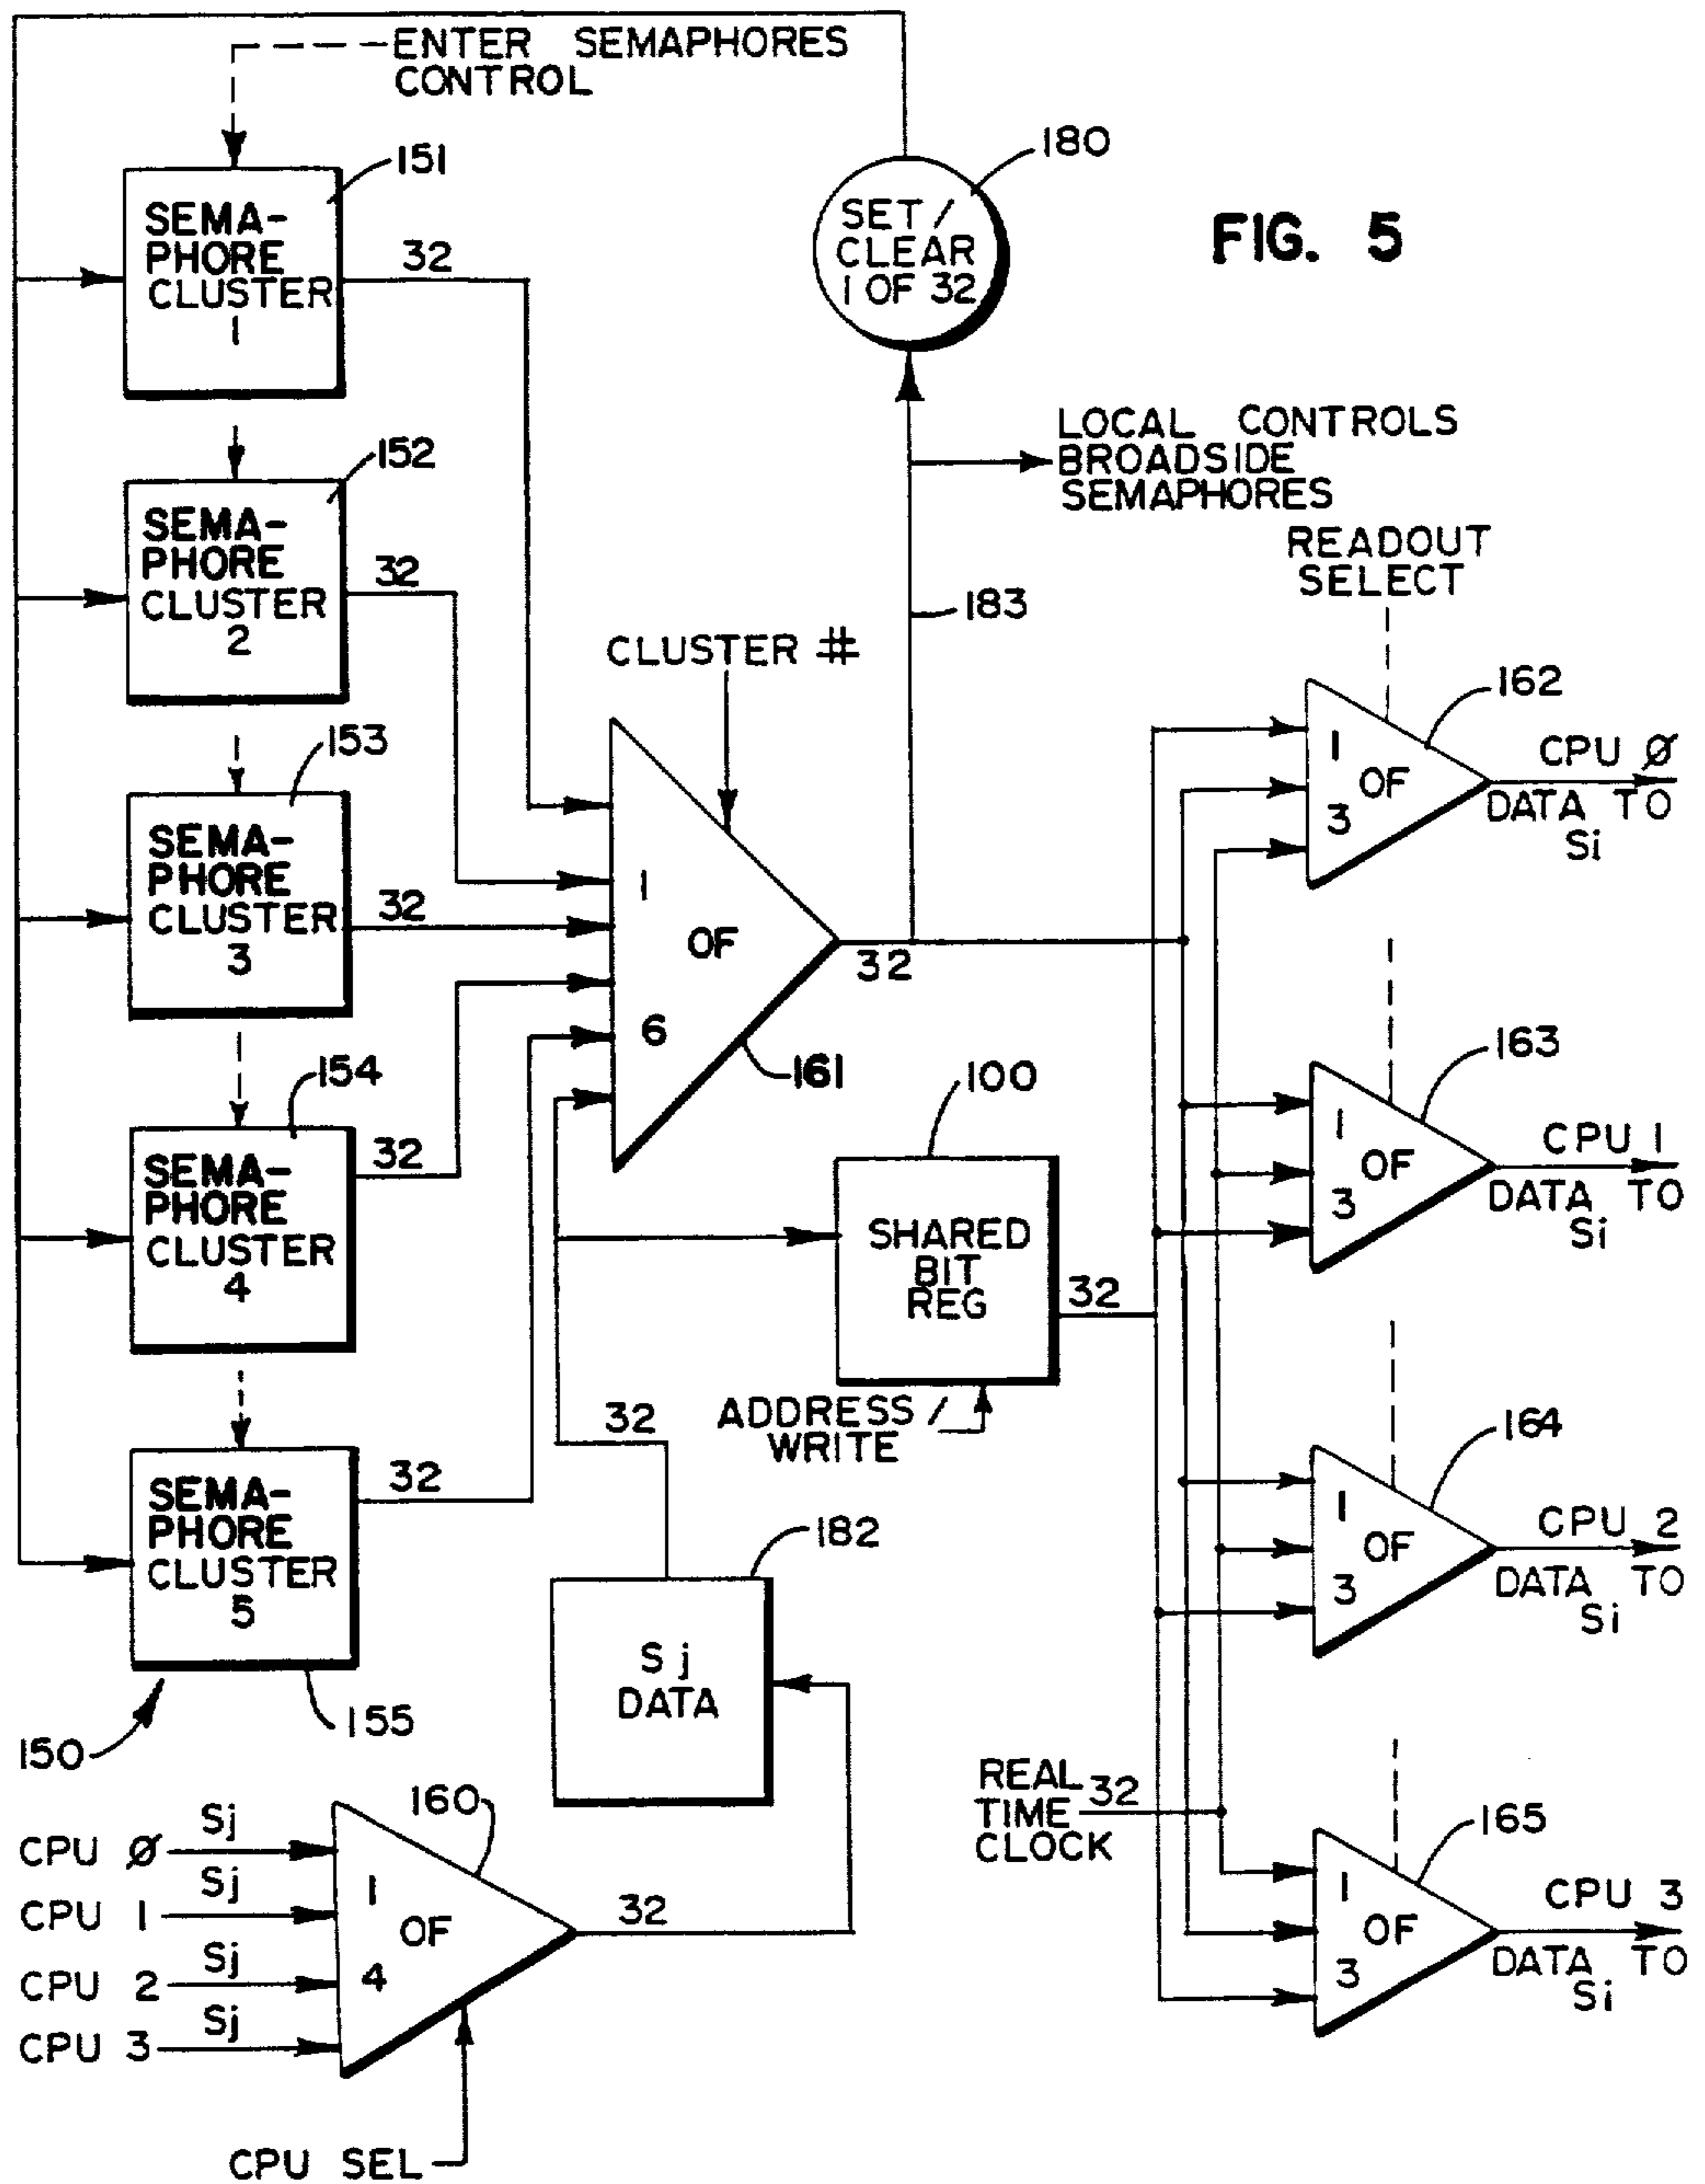 ENTER SEMAPHORES
CONTROL
151
SEMA-
PHORE
CLUSTER
1
32
180
SET /
CLEAR
1 OF 32
FIG. 5
152
SEMA-
PHORE
CLUSTER
2
32
LOCAL CONTROLS
BROADSIDE
SEMAPHORES
READOUT
SELECT
183
CLUSTER #
153
SEMA-
PHORE
CLUSTER
3
32
1
OF
6
32
161
162
1
OF
3
CPU Ø
DATA TO
Si
154
SEMA-
PHORE
CLUSTER
4
32
100
SHARED
BIT
REG
32
ADDRESS /
WRITE
163
1
OF
3
CPU 1
DATA TO
Si
155
SEMA-
PHORE
CLUSTER
5
32
150
32
182
Sj
DATA
164
1
OF
3
CPU 2
DATA TO
Si
REAL
TIME
CLOCK
32
165
1
OF
3
CPU 3
DATA TO
Si
160
CPU Ø Sj
CPU 1 Sj
CPU 2 Sj
CPU 3 Sj
1
OF
4
32
CPU SEL